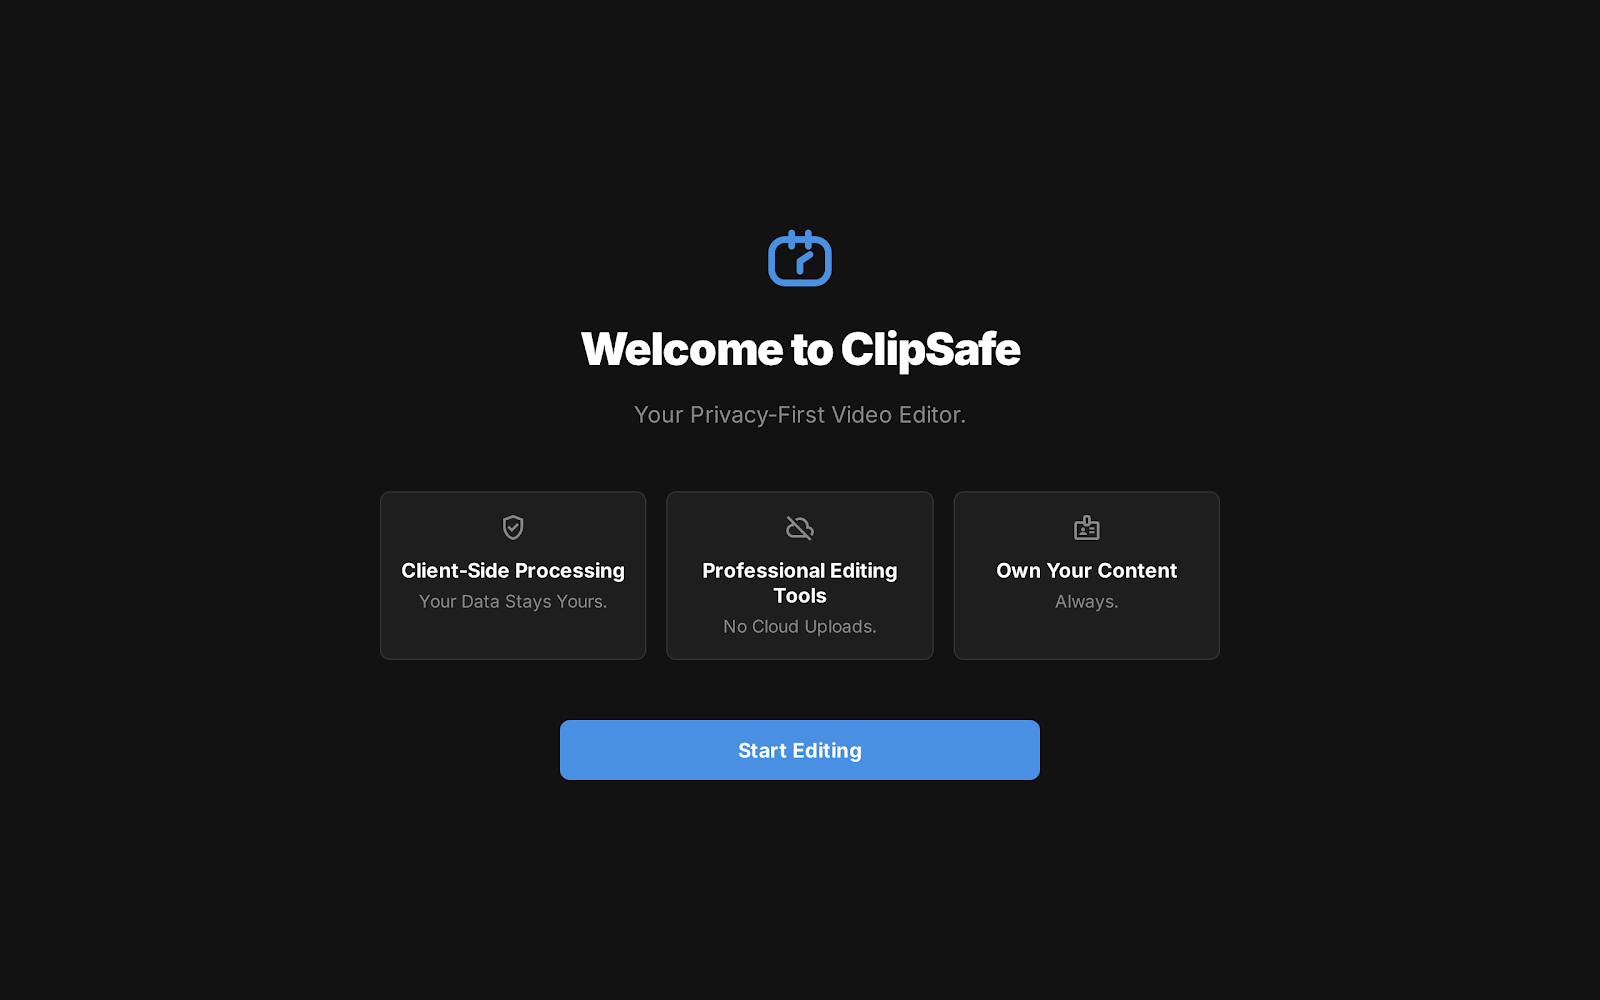 Welcome to ClipSafe
Your Privacy-First Video Editor.
Client-Side Processing
Your Data Stays Yours.
Professional Editing
Tools
No Cloud Uploads.
Own Your Content
Always.
Start Editing